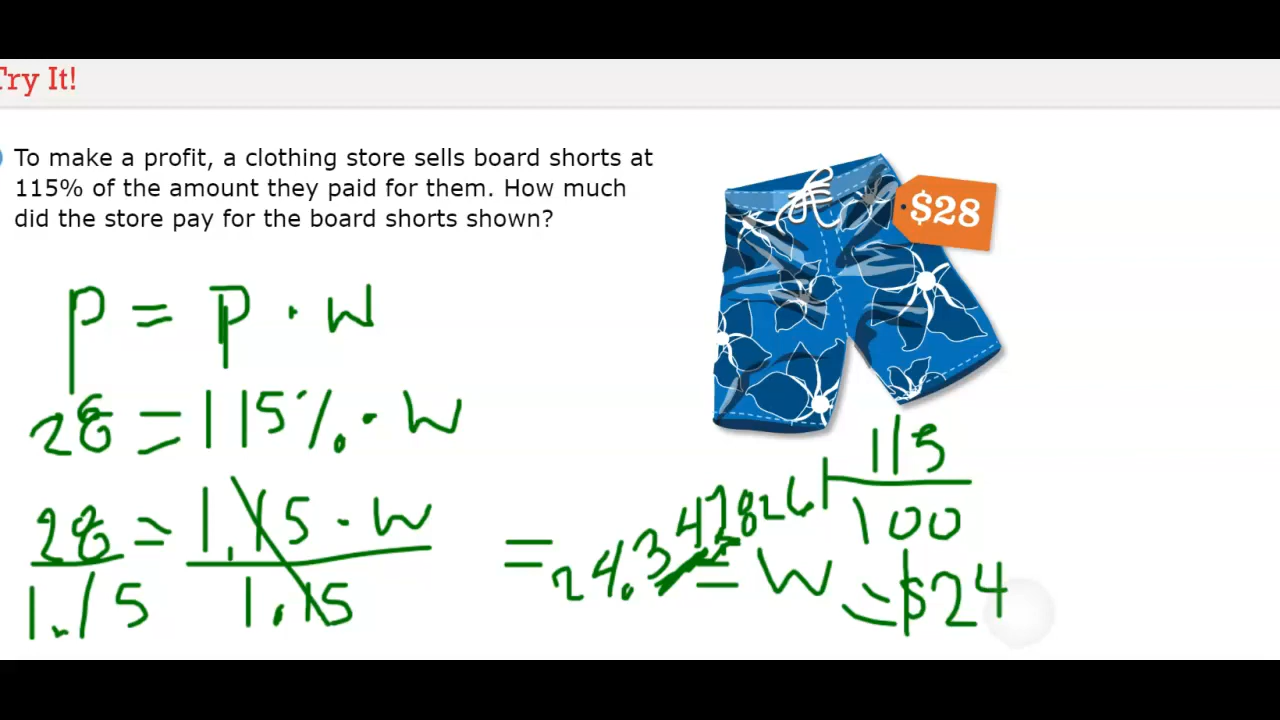 Try It!
To make a profit, a clothing store sells board shorts at
115% of the amount they paid for them. How much
did the store pay for the board shorts shown?
$28
p = p · w
28 = 115% · w
28 = 1.15 · w
1.15 1.15
115
100
= 24.3 = w = $24